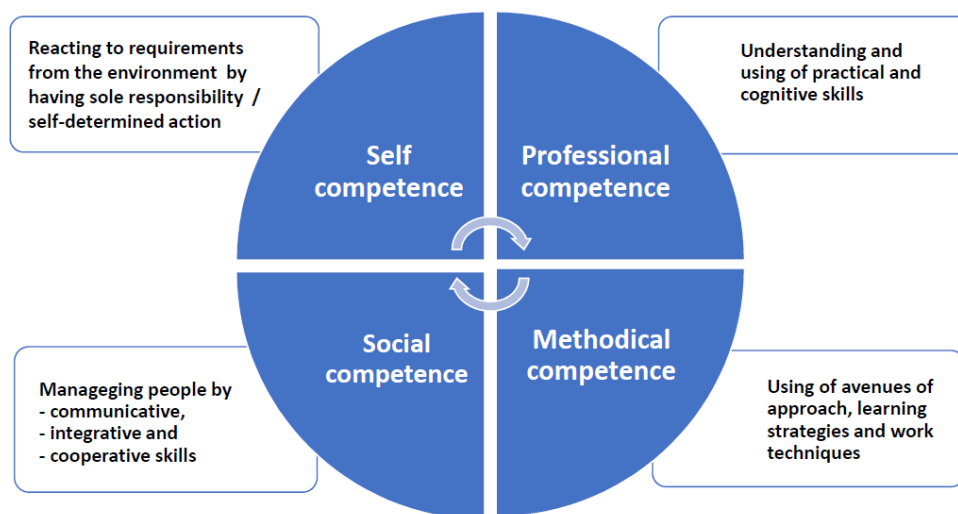 Reacting to requirements
from the environment by
having sole responsibility /
self-determined action
Self
competence
Professional
competence
Understanding and
using of practical and
cognitive skills
Social
competence
Manageging people by
- communicative,
- integrative and
- cooperative skills
Methodical
competence
Using of avenues of
approach, learning
strategies and work
techniques